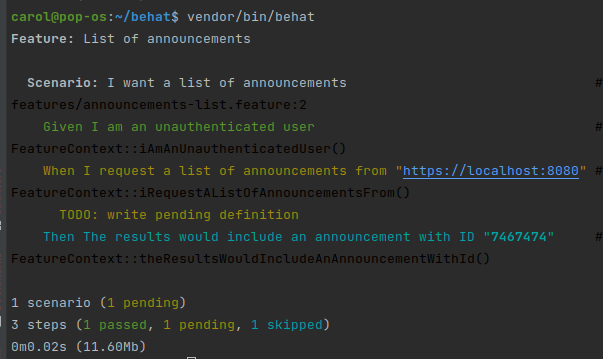 carol@pop-os:~/behat$ vendor/bin/behat
Feature: List of announcements
Scenario: I want a list of announcements #
features/announcements-list.feature:2
Given I am an unauthenticated user #
FeatureContext::iAmAnUnauthenticatedUser()
When I request a list of announcements from "https://localhost:8080" #
FeatureContext::iRequestAListOfAnnouncementsFrom()
TODO: write pending definition
Then The results would include an announcement with ID "7467474" #
FeatureContext::theResultsWouldIncludeAnAnnouncementWithId()
1 scenario (1 pending)
3 steps (1 passed, 1 pending, 1 skipped)
0m0.02s (11.60Mb)